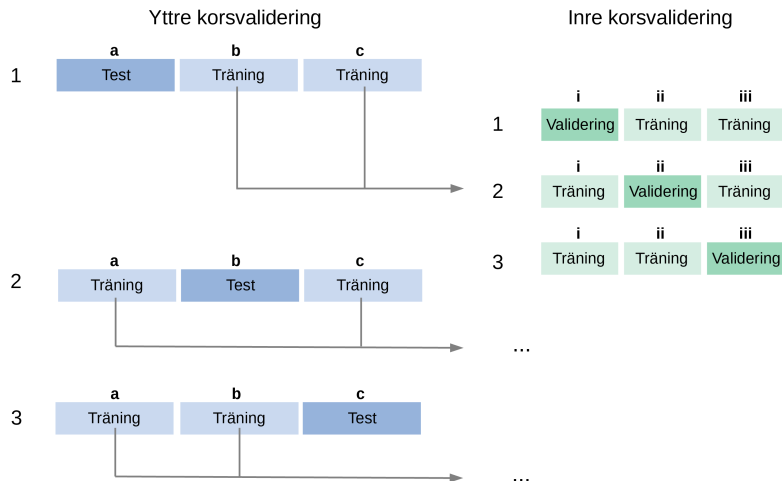 Yttre korsvalidering
Inre korsvalidering
a b c
1 Test Träning Träning
i ii iii
1 Validering Träning Träning
i ii iii
2 Träning Validering Träning
i ii iii
3 Träning Träning Validering
a b c
2 Träning Test Träning
...
a b c
3 Träning Träning Test
...